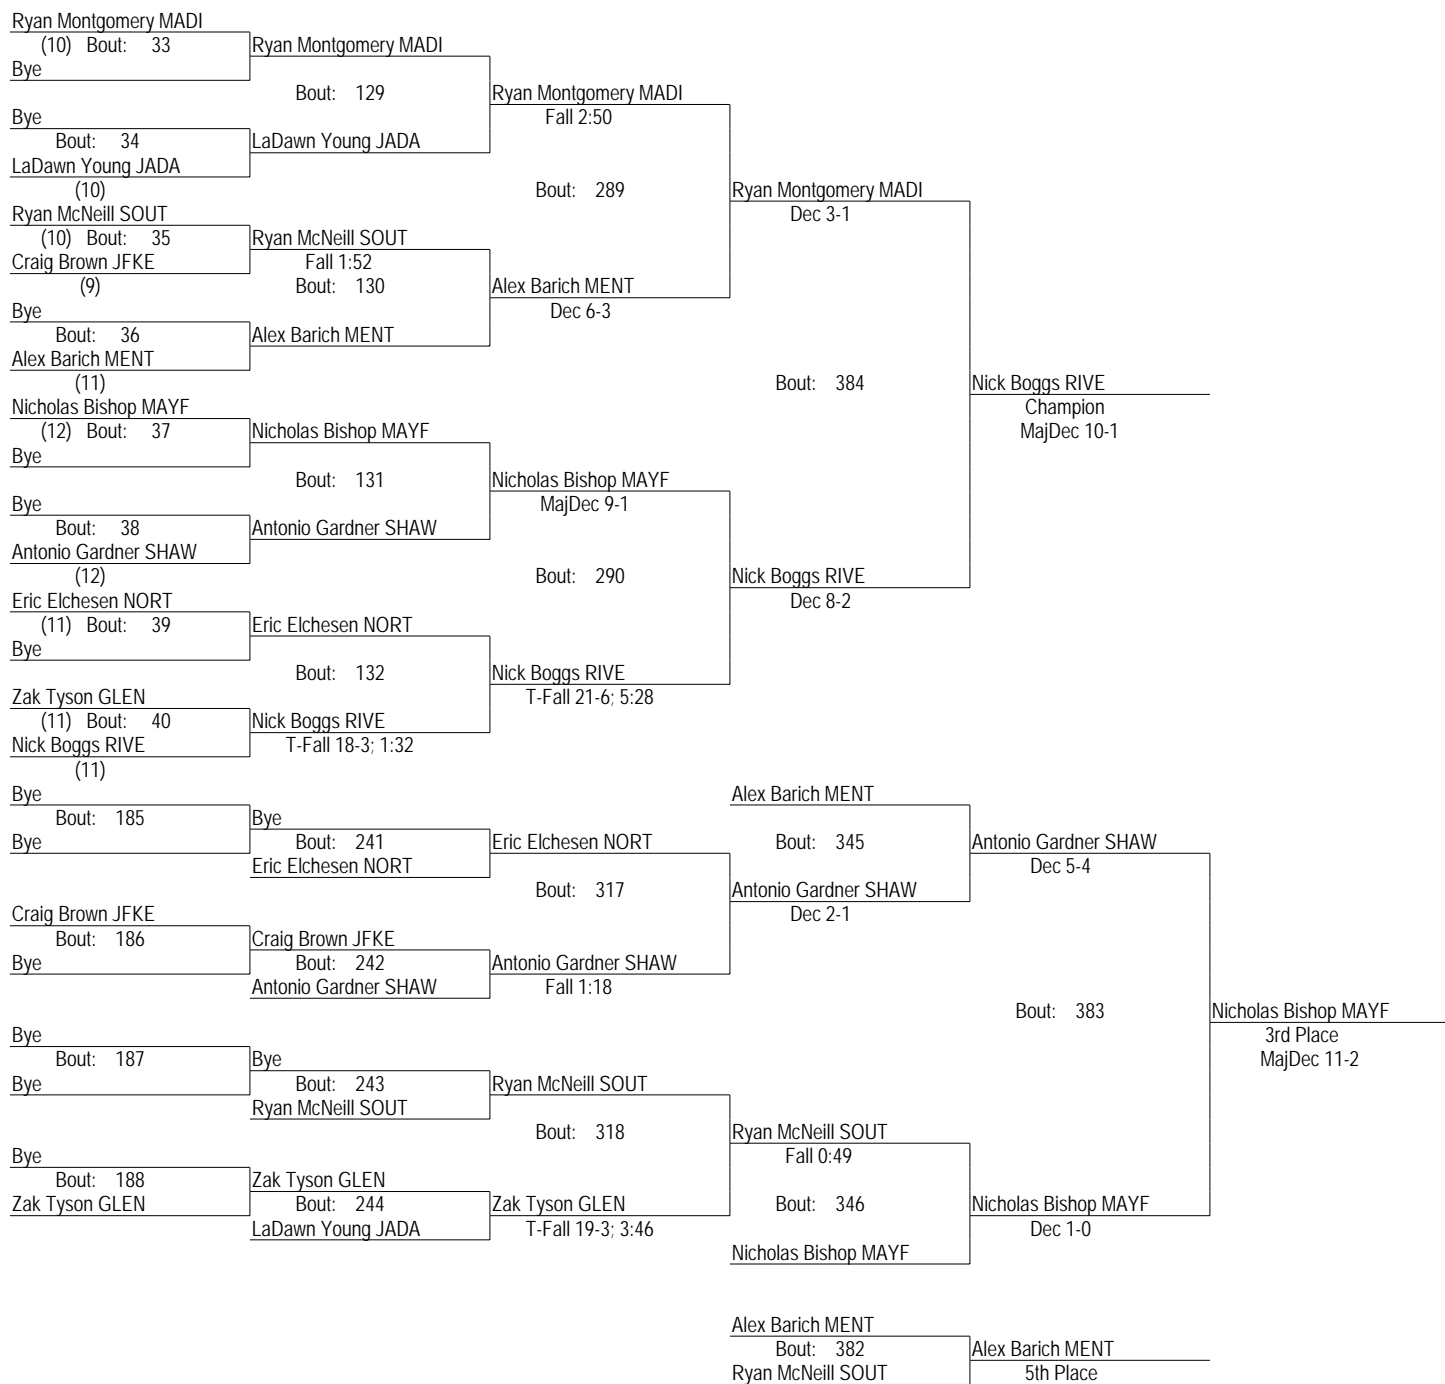 Ryan Montgomery MADI
(10) Bout: 33 Ryan Montgomery MADI
Bye
Bout: 129 Ryan Montgomery MADI
Bye Fall 2:50
Bout: 34 LaDawn Young JADA
LaDawn Young JADA
(10) Bout: 289 Ryan Montgomery MADI
Ryan McNeill SOUT Dec 3-1
(10) Bout: 35 Ryan McNeill SOUT
Craig Brown JFKE Fall 1:52
(9) Bout: 130 Alex Barich MENT
Bye Dec 6-3
Bout: 36 Alex Barich MENT
Alex Barich MENT
(11) Bout: 384 Nick Boggs RIVE
Nicholas Bishop MAYF Champion
(12) Bout: 37 Nicholas Bishop MAYF MajDec 10-1
Bye
Bout: 131 Nicholas Bishop MAYF
Bye MajDec 9-1
Bout: 38 Antonio Gardner SHAW
Antonio Gardner SHAW
(12) Bout: 290 Nick Boggs RIVE
Eric Elchesen NORT Dec 8-2
(11) Bout: 39 Eric Elchesen NORT
Bye
Bout: 132 Nick Boggs RIVE
Zak Tyson GLEN T-Fall 21-6; 5:28
(11) Bout: 40 Nick Boggs RIVE
Nick Boggs RIVE T-Fall 18-3; 1:32
(11)
Bye Alex Barich MENT
Bout: 185 Bye
Bye Bout: 241 Eric Elchesen NORT Bout: 345 Antonio Gardner SHAW
Eric Elchesen NORT Dec 5-4
Bout: 317 Antonio Gardner SHAW
Craig Brown JFKE Dec 2-1
Bout: 186 Craig Brown JFKE
Bye Bout: 242 Antonio Gardner SHAW
Antonio Gardner SHAW Fall 1:18
Bout: 383 Nicholas Bishop MAYF
Bye 3rd Place
Bout: 187 Bye MajDec 11-2
Bye Bout: 243 Ryan McNeill SOUT
Ryan McNeill SOUT
Bout: 318 Ryan McNeill SOUT
Bye Fall 0:49
Bout: 188 Zak Tyson GLEN
Zak Tyson GLEN Bout: 244 Zak Tyson GLEN Bout: 346 Nicholas Bishop MAYF
LaDawn Young JADA T-Fall 19-3; 3:46 Dec 1-0
Nicholas Bishop MAYF
Alex Barich MENT
Bout: 382 Alex Barich MENT
Ryan McNeill SOUT 5th Place